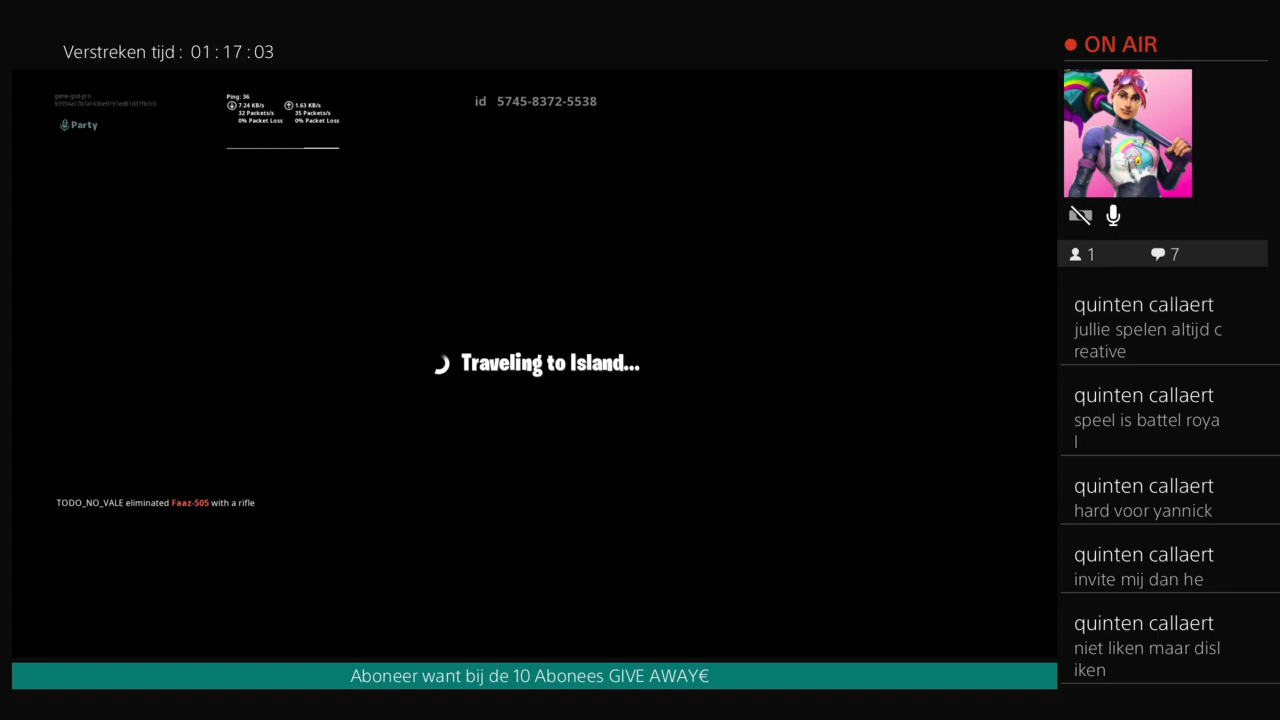 Verstreken tijd : 01 : 17 : 03
ON AIR
game-god-pro
Ping: 36
7.24 KB/s
1.63 KB/s
32 Packets/s
35 Packets/s
0% Packet Loss
0% Packet Loss
id 5745-8372-5538
Party
1
7
quinten callaert
jullie spelen altijd c
reative
quinten callaert
speel is battel roya
l
quinten callaert
hard voor yannick
quinten callaert
invite mij dan he
quinten callaert
niet liken maar disl
iken
Traveling to Island...
TODO_NO_VALE eliminated Faaz-505 with a rifle
Aboneer want bij de 10 Abonees GIVE AWAY€